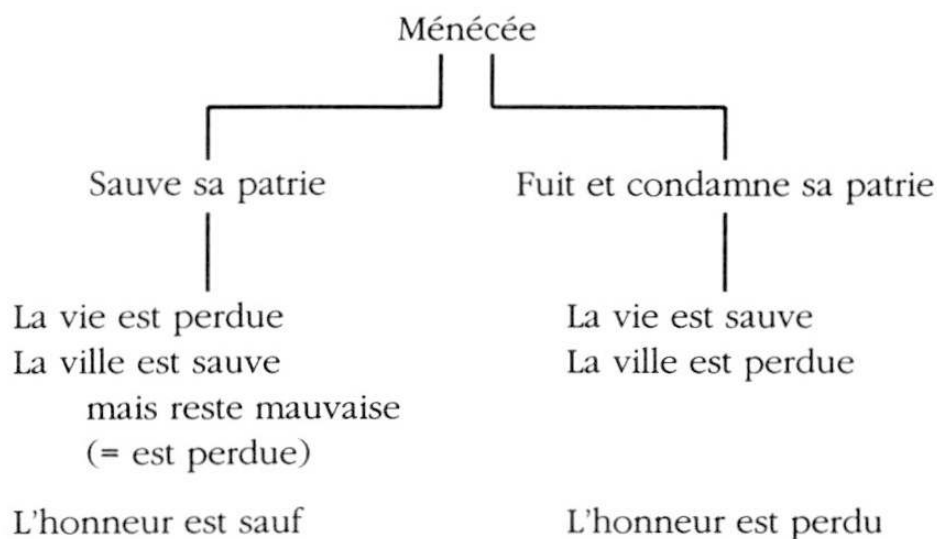 Ménécée
Sauve sa patrie
Fuit et condamne sa patrie
La vie est perdue
La ville est sauve
mais reste mauvaise
(= est perdue)
L'honneur est sauf
La vie est sauve
La ville est perdue
L'honneur est perdu